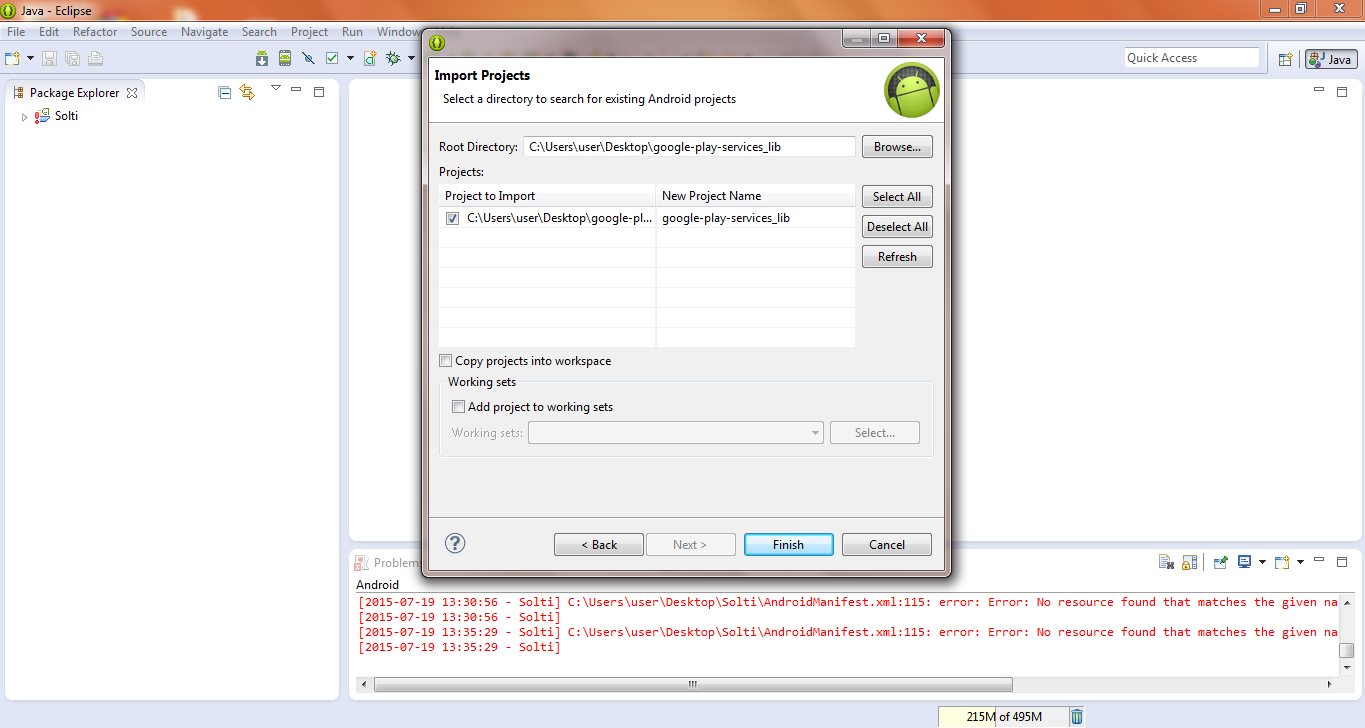 Java - Eclipse
File Edit Refactor Source Navigate Search Project Run Window
Quick Access
Java
Package Explorer
Solti
Import Projects
Select a directory to search for existing Android projects
Root Directory: C:\Users\user\Desktop\google-play-services_lib Browse...
Projects:
Project to Import New Project Name Select All
C:\Users\user\Desktop\google-pl... google-play-services_lib
Deselect All
Refresh
Copy projects into workspace
Working sets
Add project to working sets
Working sets: Select...
? < Back Next > Finish Cancel
Problems
Android
[2015-07-19 13:30:56 - Solti] C:\Users\user\Desktop\Solti\AndroidManifest.xml:115: error: Error: No resource found that matches the given na
[2015-07-19 13:30:56 - Solti]
[2015-07-19 13:35:29 - Solti] C:\Users\user\Desktop\Solti\AndroidManifest.xml:115: error: Error: No resource found that matches the given na
[2015-07-19 13:35:29 - Solti]
215M of 495M